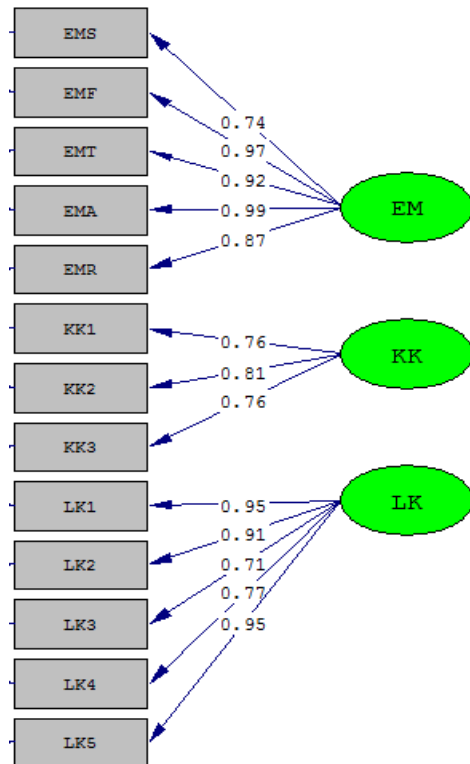 EMS
EMF
EMT
EMA
EMR
KK1
KK2
KK3
LK1
LK2
LK3
LK4
LK5
0.74
0.97
0.92
0.99
0.87
0.76
0.81
0.76
0.95
0.91
0.71
0.77
0.95
EM
KK
LK